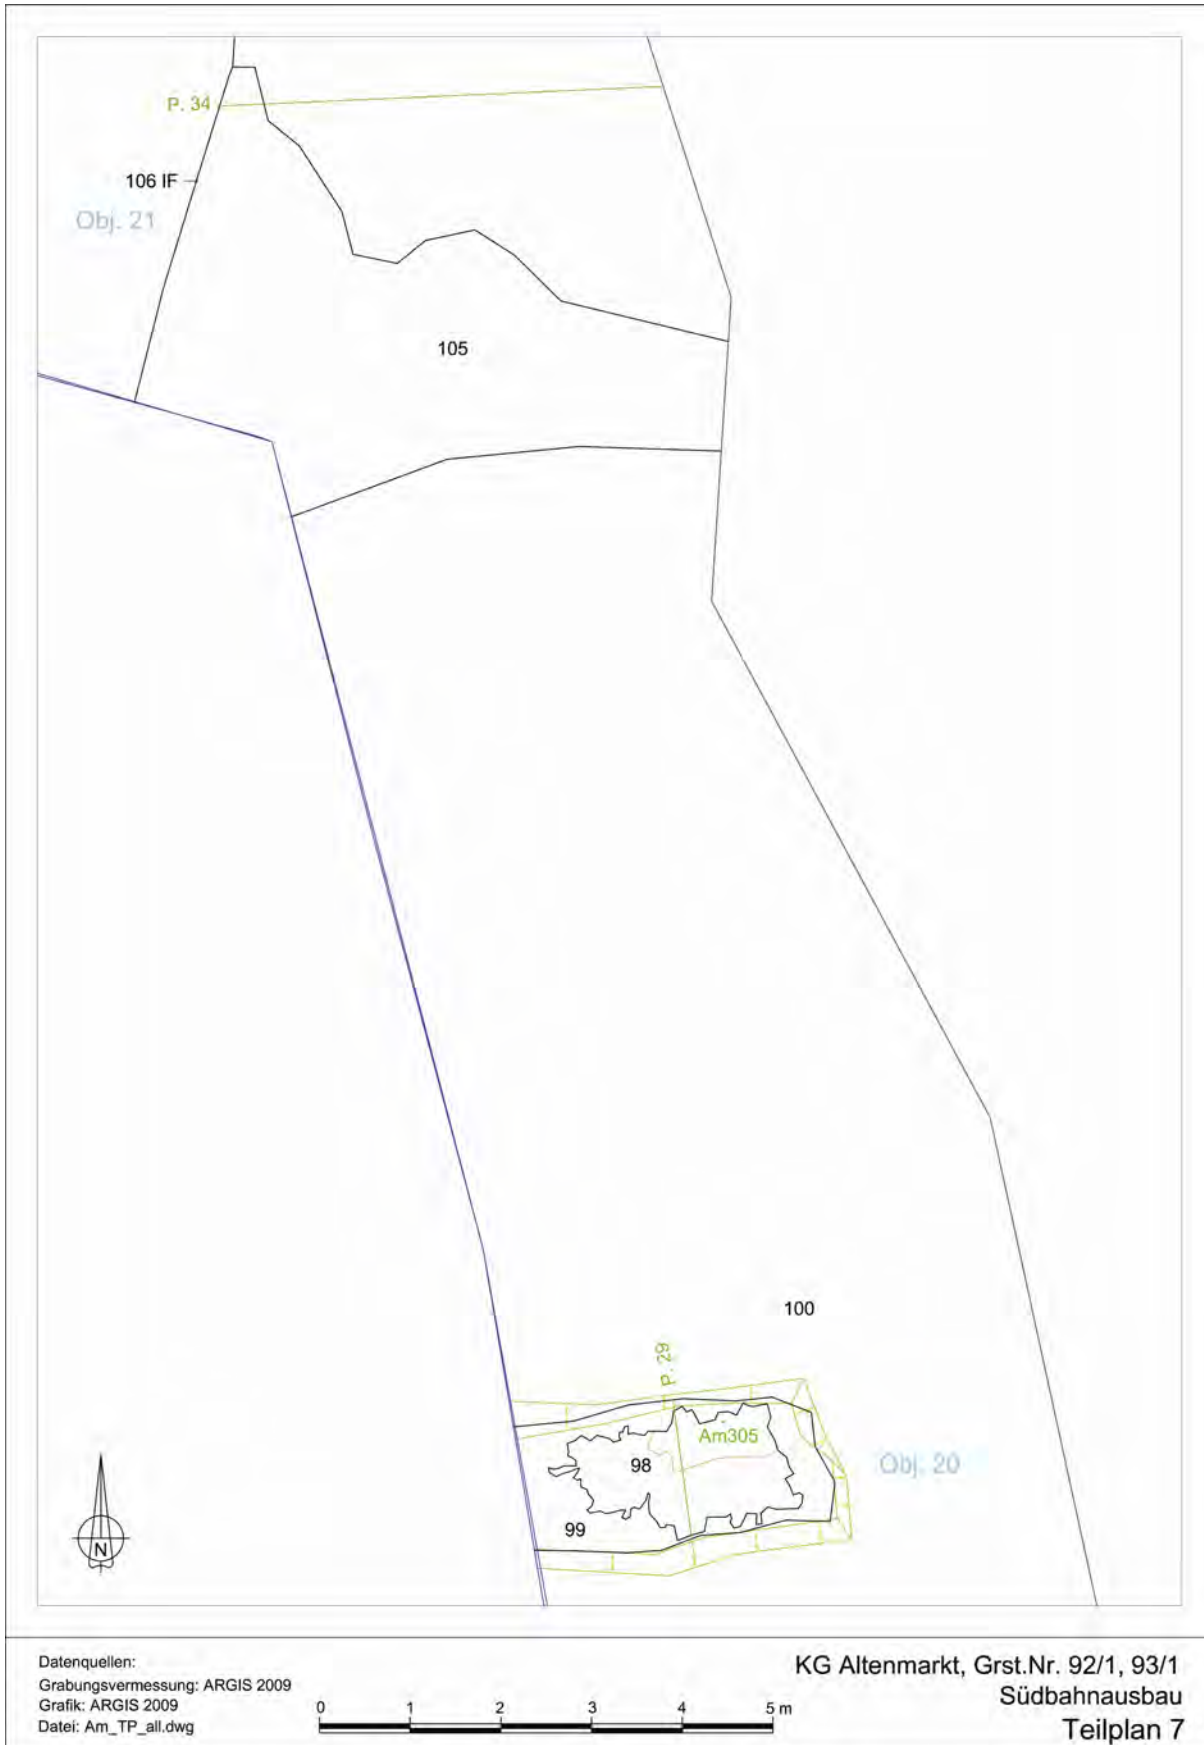 P. 34
106 IF
Obj. 21
105
100
P. 29
Am305
98
Obj. 20
99
N
Datenquellen:
Grabungsvermessung: ARGIS 2009
Grafik: ARGIS 2009
Datei: Am_TP_all.dwg
0 1 2 3 4 5 m
KG Altenmarkt, Grst.Nr. 92/1, 93/1
Südbahnausbau
Teilplan 7